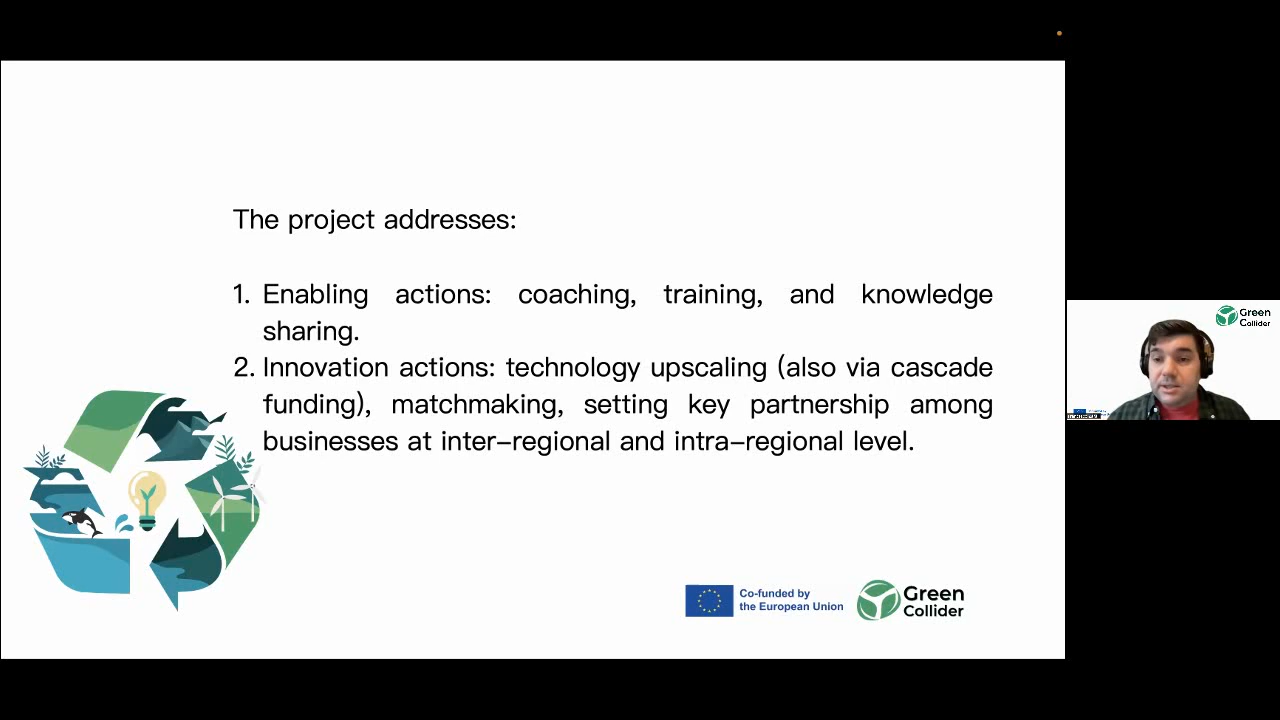 The project addresses:
1. Enabling actions: coaching, training, and knowledge
sharing.
2. Innovation actions: technology upscaling (also via cascade
funding), matchmaking, setting key partnership among
businesses at inter–regional and intra–regional level.
Co-funded by
the European Union
Green
Collider
Green
Collider